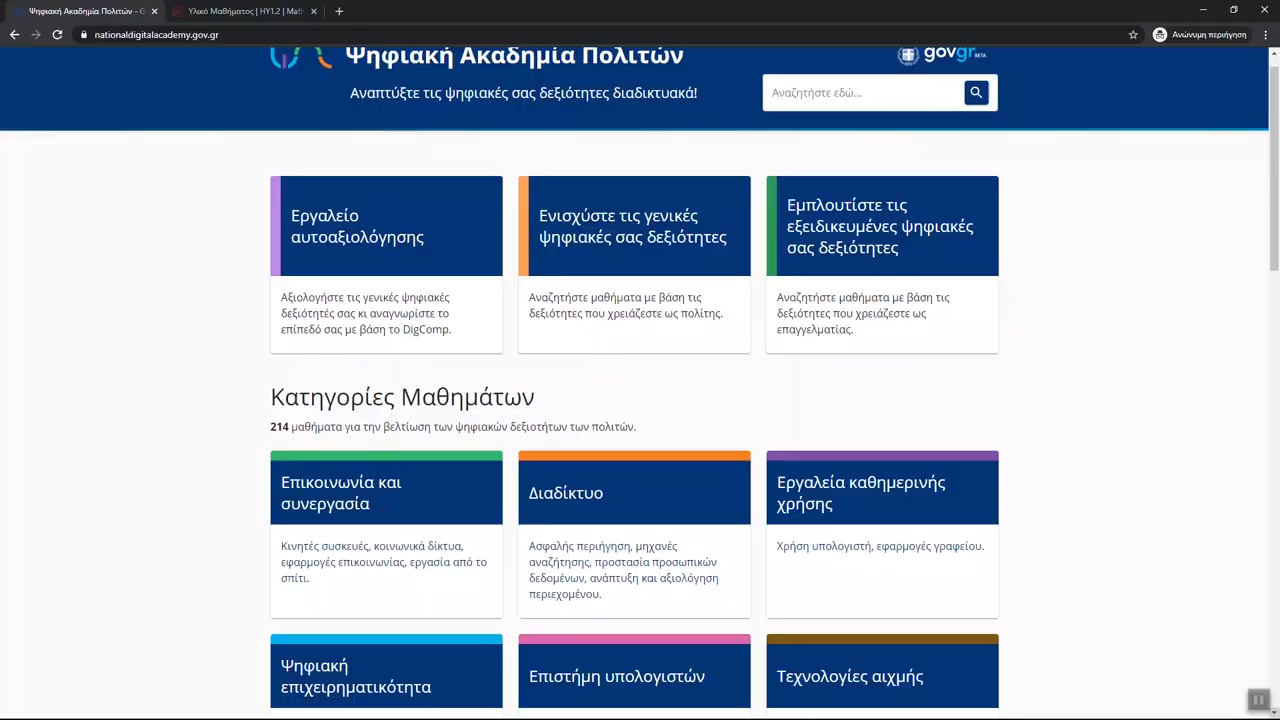 Ψηφιακή Ακαδημία Πολιτών - G
Υλικό Μαθήματος | ΗΥ1.2 | Math
nationaldigitalacademy.gov.gr
Ανώνυμη περιήγηση
Ψηφιακή Ακαδημία Πολιτών
govgr BETA
Αναπτύξτε τις ψηφιακές σας δεξιότητες διαδικτυακά!
Αναζητήστε εδώ...
Εργαλείο
αυτοαξιολόγησης
Αξιολογήστε τις γενικές ψηφιακές
δεξιότητές σας κι αναγνωρίστε το
επίπεδό σας με βάση το DigComp.
Ενισχύστε τις γενικές
ψηφιακές σας δεξιότητες
Αναζητήστε μαθήματα με βάση τις
δεξιότητες που χρειάζεστε ως πολίτης.
Εμπλουτίστε τις
εξειδικευμένες ψηφιακές
σας δεξιότητες
Αναζητήστε μαθήματα με βάση τις
δεξιότητες που χρειάζεστε ως
επαγγελματίας.
Κατηγορίες Μαθημάτων
214 μαθήματα για την βελτίωση των ψηφιακών δεξιοτήτων των πολιτών.
Επικοινωνία και
συνεργασία
Κινητές συσκευές, κοινωνικά δίκτυα,
εφαρμογές επικοινωνίας, εργασία από το
σπίτι.
Διαδίκτυο
Ασφαλής περιήγηση, μηχανές
αναζήτησης, προστασία προσωπικών
δεδομένων, ανάπτυξη και αξιολόγηση
περιεχομένου.
Εργαλεία καθημερινής
χρήσης
Χρήση υπολογιστή, εφαρμογές γραφείου.
Ψηφιακή
επιχειρηματικότητα
Επιστήμη υπολογιστών
Τεχνολογίες αιχμής